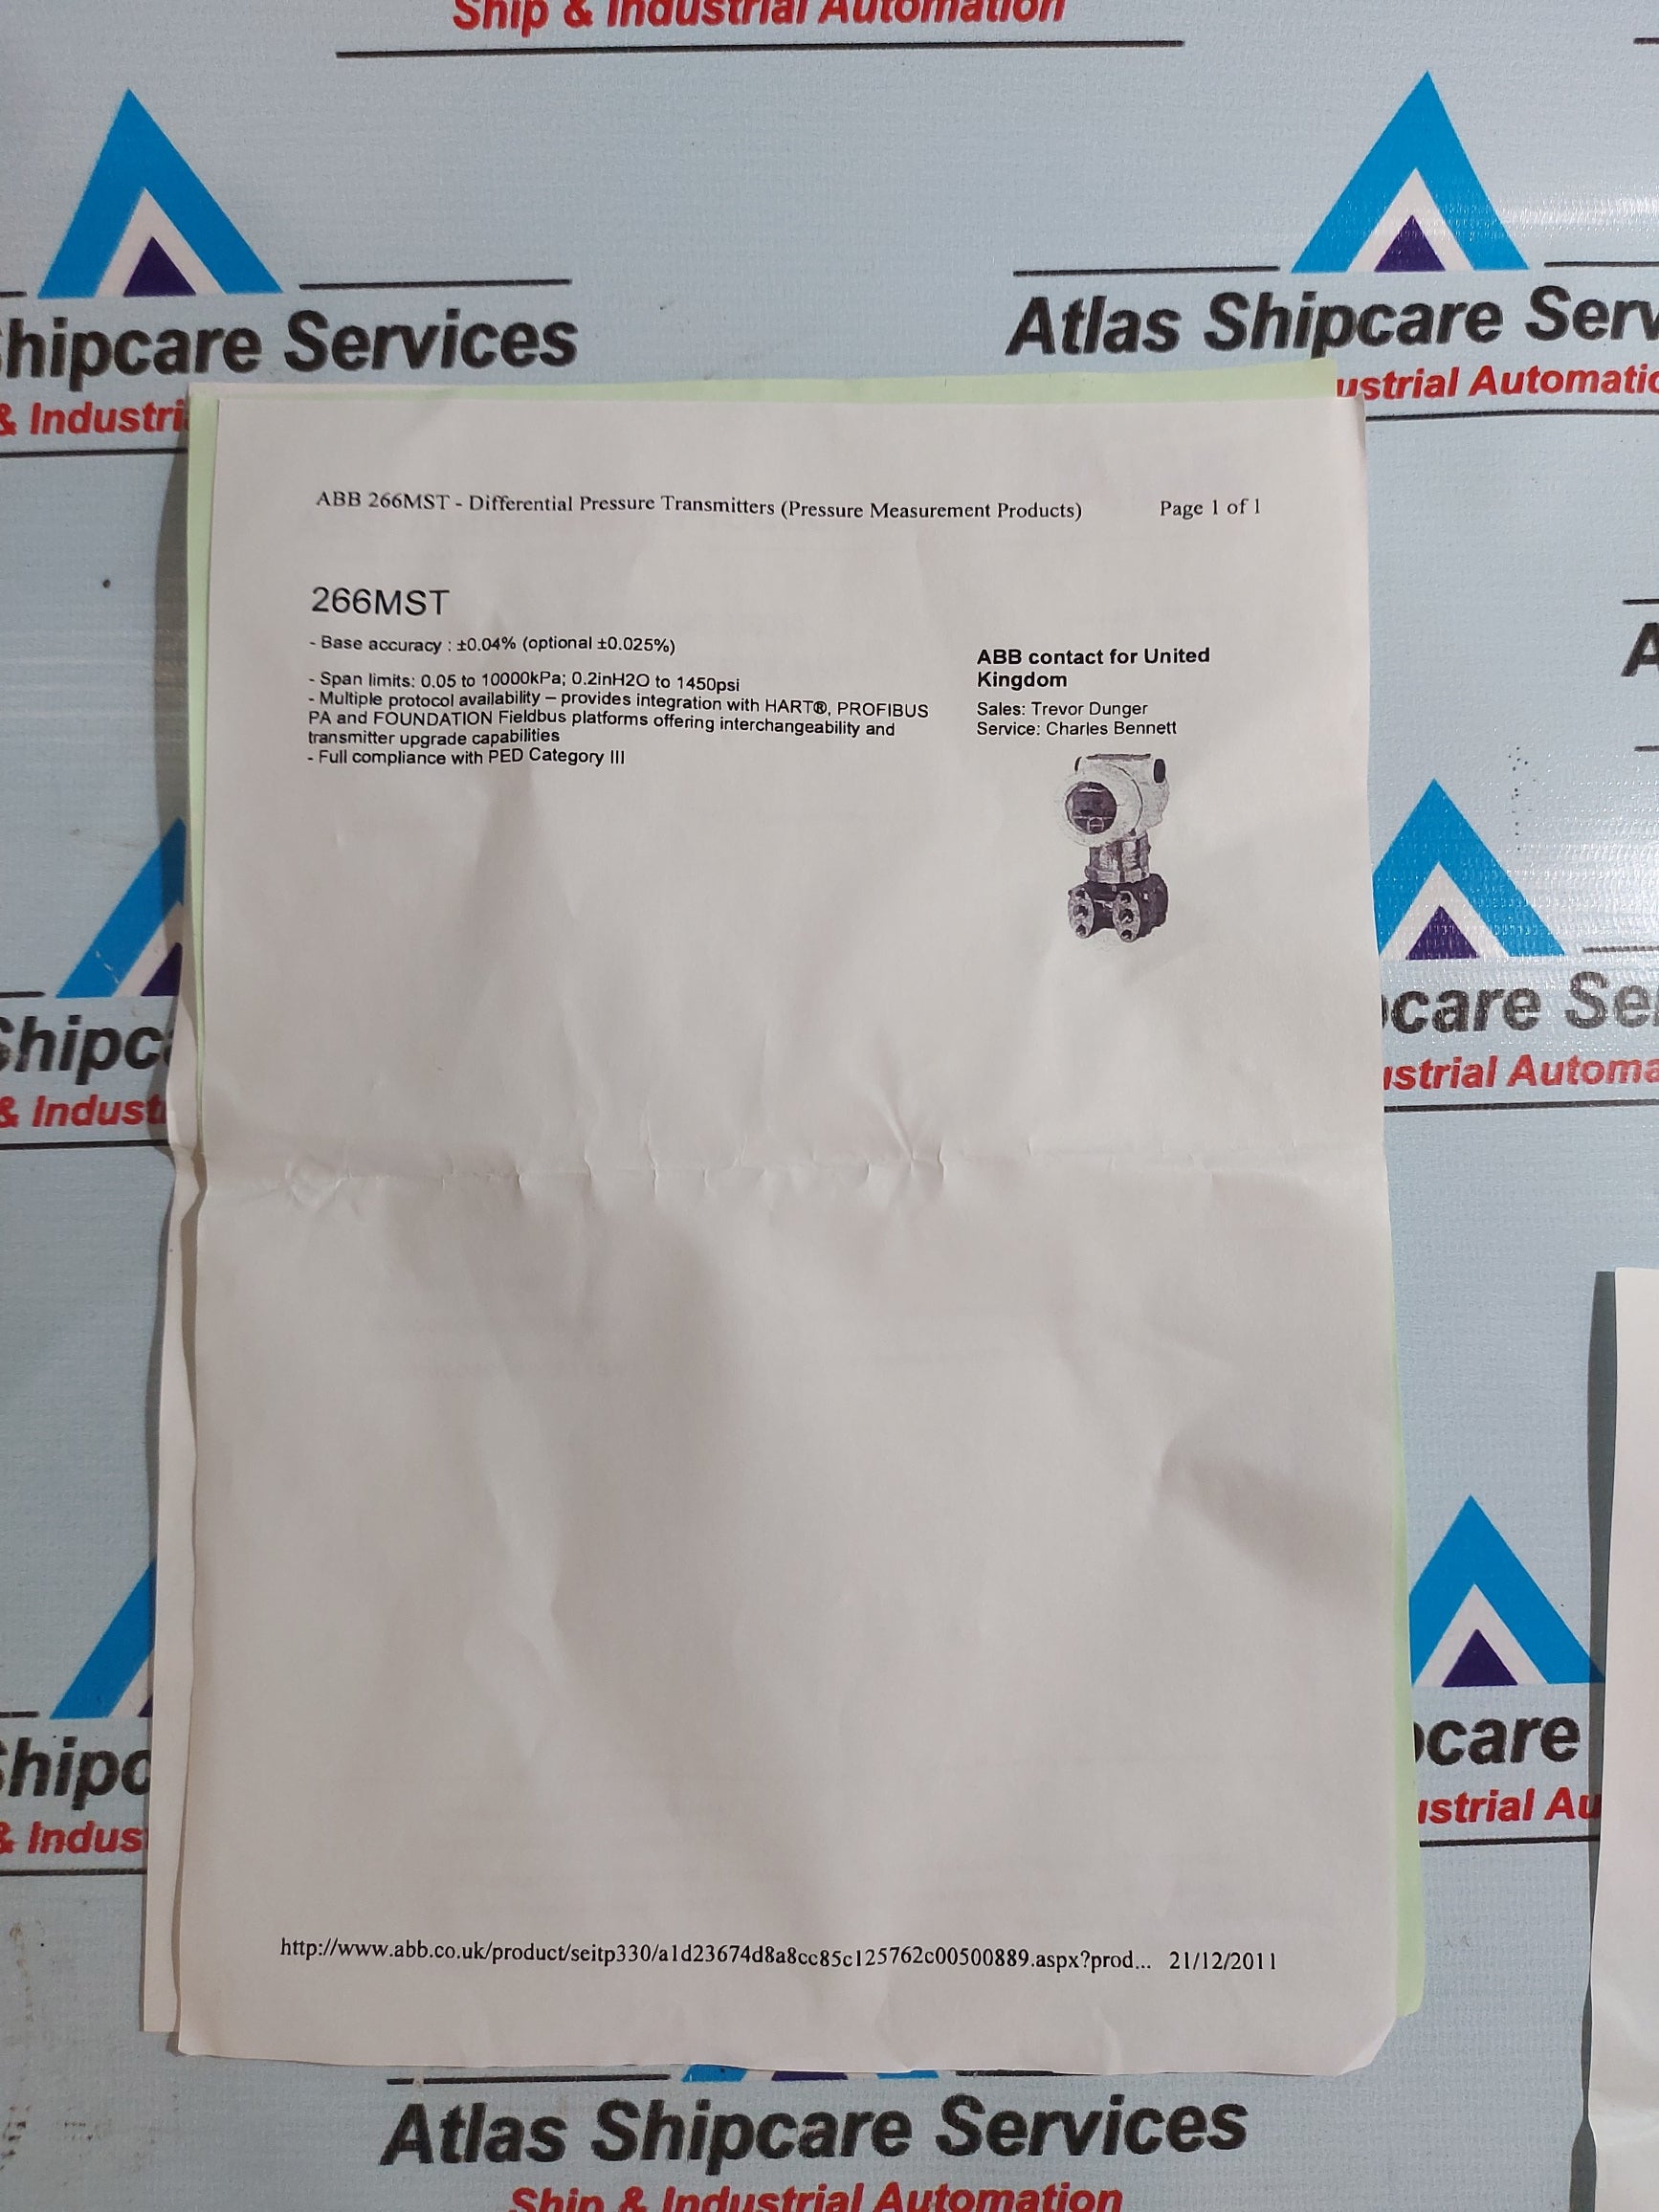 Ship & Industrial Automation
Shipcare Services
& Industri
Atlas Shipcare Serv
ustrial Automatio
ABB 266MST - Differential Pressure Transmitters (Pressure Measurement Products) Page 1 of 1
266MST
- Base accuracy : ±0.04% (optional ±0.025%)
- Span limits: 0.05 to 10000kPa; 0.2inH2O to 1450psi
- Multiple protocol availability – provides integration with HART®, PROFIBUS
PA and FOUNDATION Fieldbus platforms offering interchangeability and
transmitter upgrade capabilities
- Full compliance with PED Category III
ABB contact for United
Kingdom
Sales: Trevor Dunger
Service: Charles Bennett
A
Shipca
& Indust
pcare Ser
ustrial Automa
Shipc
& Indus
pcare
ustrial Au
http://www.abb.co.uk/product/seitp330/a1d23674d8a8cc85c125762c00500889.aspx?prod... 21/12/2011
Atlas Shipcare Services
Ship & Industrial Automation